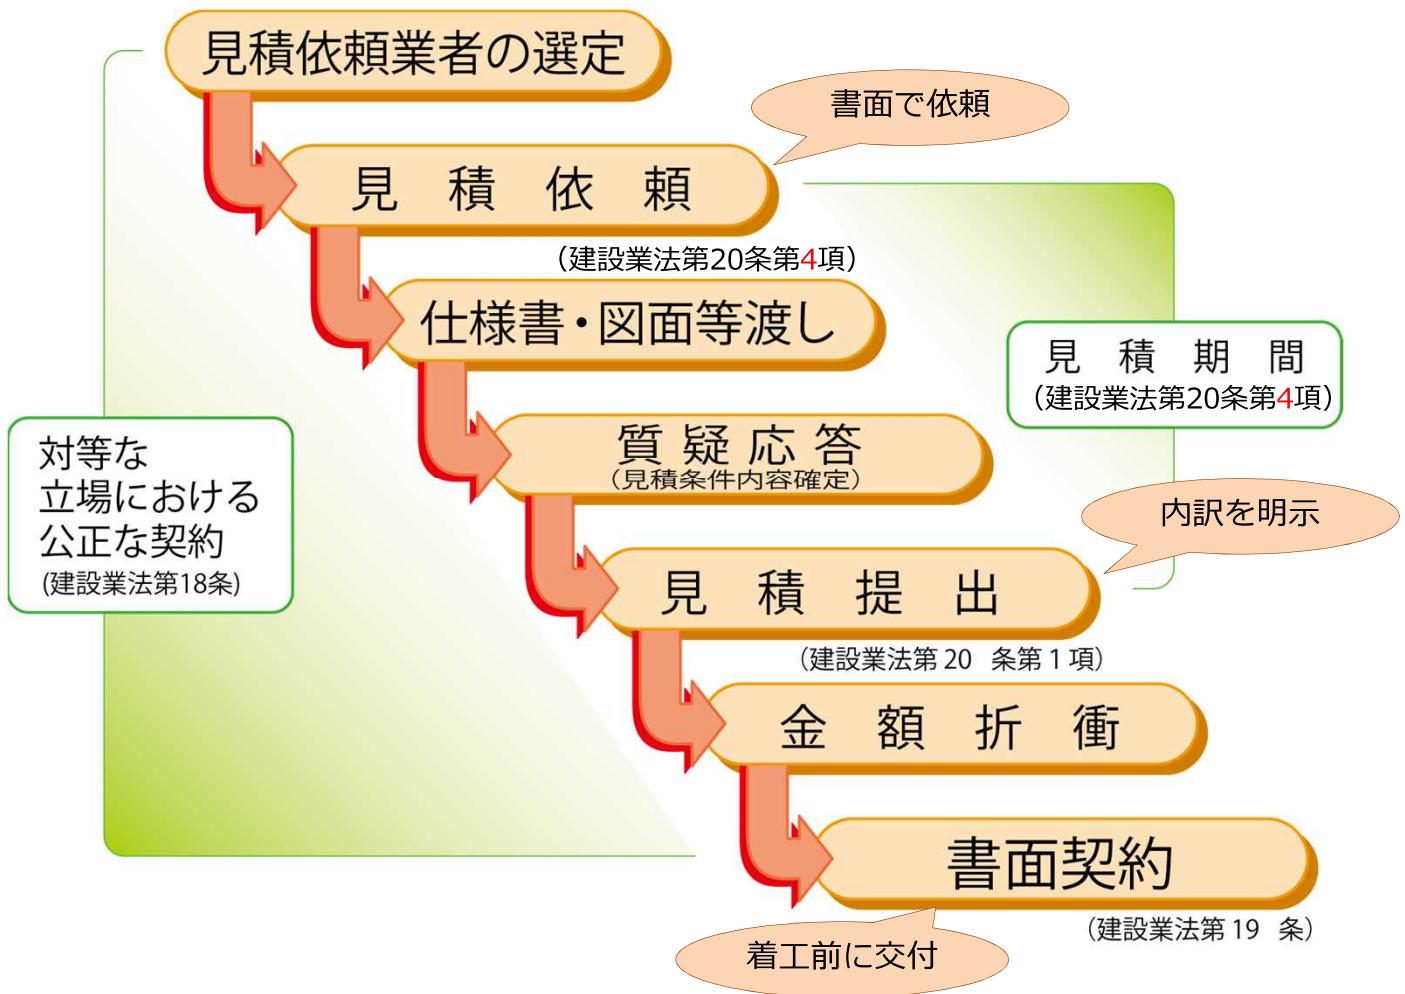 見積依頼業者の選定
書面で依頼
見積依頼
(建設業法第20条第4項)
仕様書・図面等渡し
見積期間
(建設業法第20条第4項)
質疑応答
(見積条件内容確定)
対等な
立場における
公正な契約
(建設業法第18条)
内訳を明示
見積提出
(建設業法第20 条第1項)
金額折衝
書面契約
(建設業法第19 条)
着工前に交付